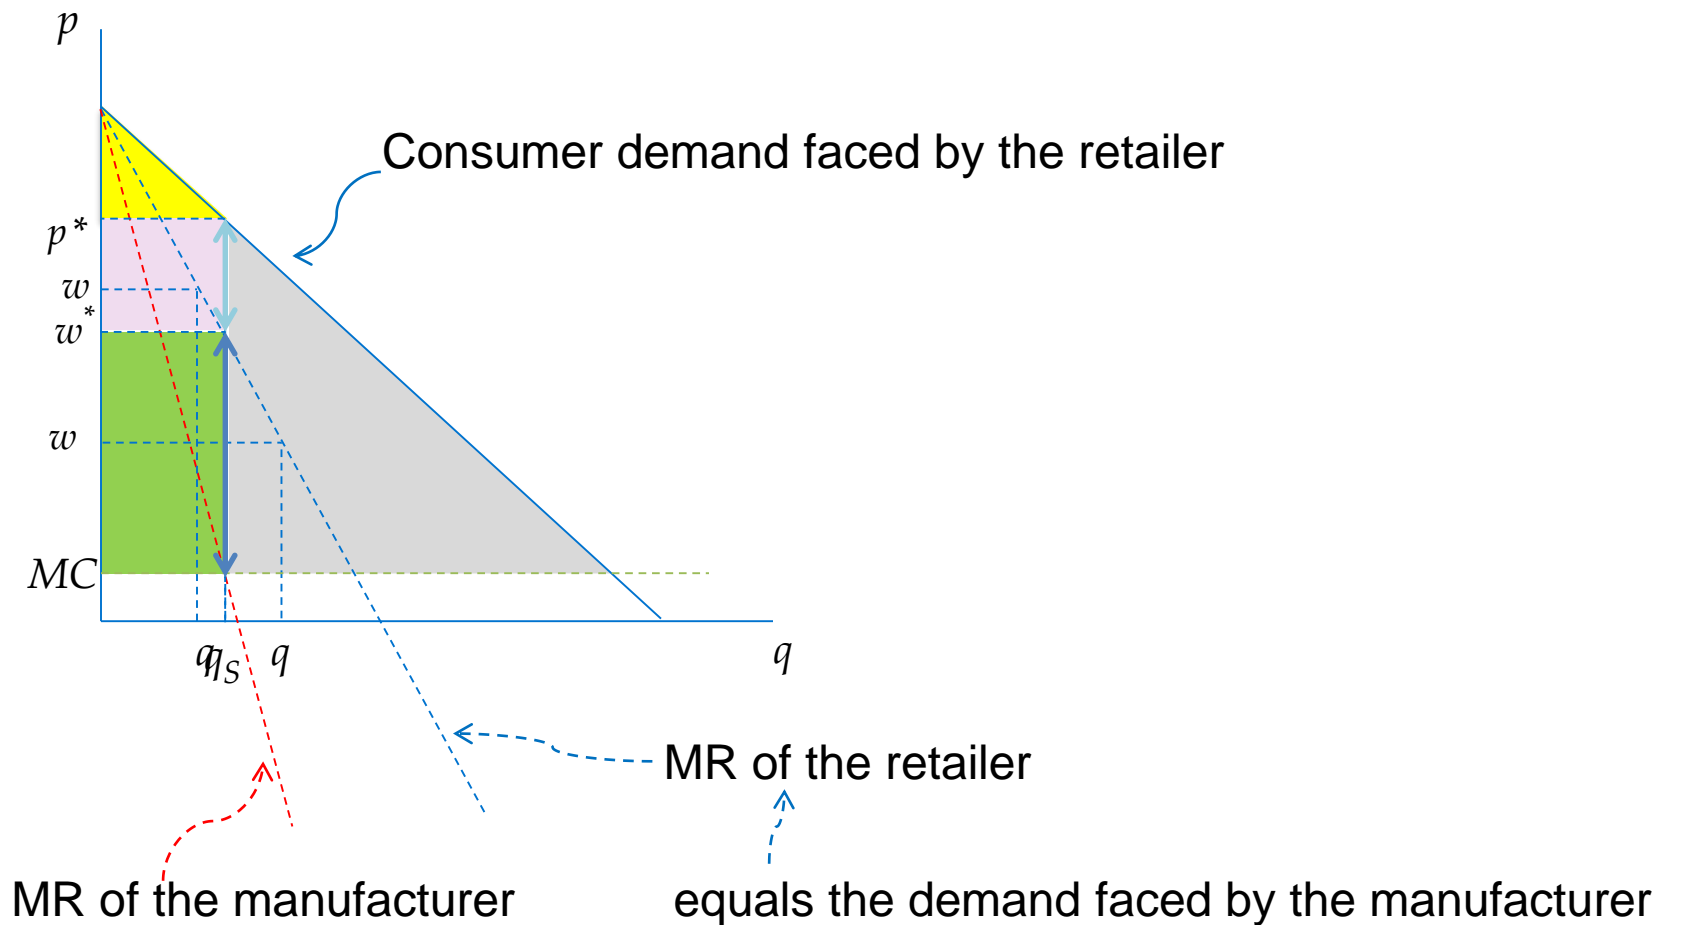 p
Consumer demand faced by the retailer
p*
w
w*
w
MC
q
q_S
q
q
MR of the retailer
MR of the manufacturer
equals the demand faced by the manufacturer